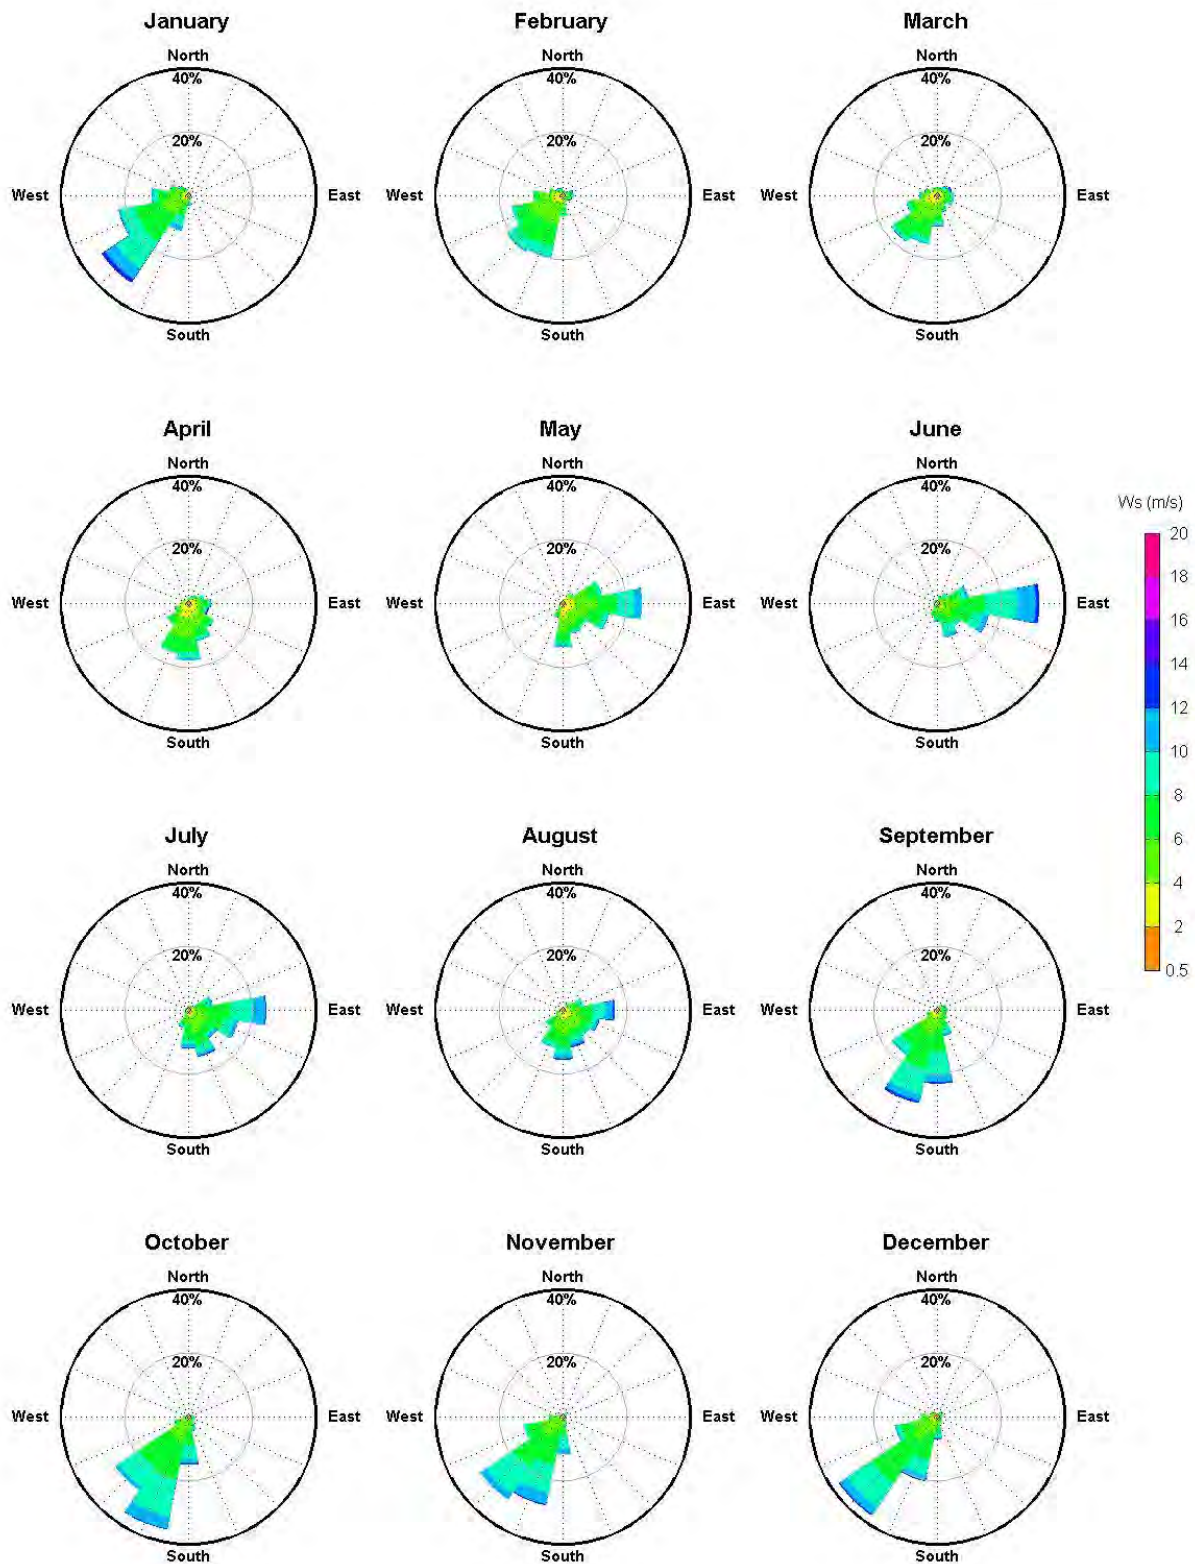 January
February
March
North
North
North
40%
40%
40%
20%
20%
20%
West
East
West
East
West
East
South
South
South
April
May
June
North
North
North
40%
40%
40%
20%
20%
20%
West
East
West
East
West
East
South
South
South
Ws (m/s)
20
18
16
14
12
10
8
6
4
2
0.5
July
August
September
North
North
North
40%
40%
40%
20%
20%
20%
West
East
West
East
West
East
South
South
South
October
November
December
North
North
North
40%
40%
40%
20%
20%
20%
West
East
West
East
West
East
South
South
South